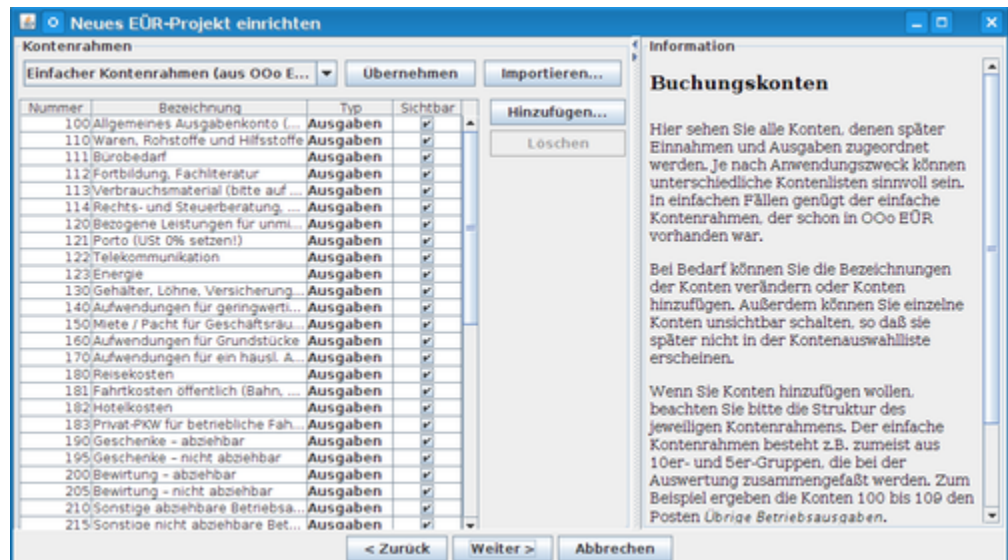 Neues EÜR-Projekt einrichten
Kontenrahmen
Einfacher Kontenrahmen (aus OOo E...
Übernehmen
Importieren...
Nummer Bezeichnung Typ Sichtbar
100 Allgemeines Ausgabenkonto (... Ausgaben
110 Waren, Rohstoffe und Hilfsstoffe Ausgaben
111 Bürobedarf Ausgaben
112 Fortbildung, Fachliteratur Ausgaben
113 Verbrauchsmaterial (bitte auf ... Ausgaben
114 Rechts- und Steuerberatung, ... Ausgaben
120 Bezogene Leistungen für unmi... Ausgaben
121 Porto (USt 0% setzen!) Ausgaben
122 Telekommunikation Ausgaben
123 Energie Ausgaben
130 Gehälter, Löhne, Versicherung... Ausgaben
140 Aufwendungen für geringwerti... Ausgaben
150 Miete / Pacht für Geschäftsräu... Ausgaben
160 Aufwendungen für Grundstücke Ausgaben
170 Aufwendungen für ein häusl. A... Ausgaben
180 Reisekosten Ausgaben
181 Fahrtkosten öffentlich (Bahn, ... Ausgaben
182 Hotelkosten Ausgaben
183 Privat-PKW für betriebliche Fah... Ausgaben
190 Geschenke - abziehbar Ausgaben
195 Geschenke - nicht abziehbar Ausgaben
200 Bewirtung - abziehbar Ausgaben
205 Bewirtung - nicht abziehbar Ausgaben
210 Sonstige abziehbare Betriebsa... Ausgaben
215 Sonstige nicht abziehbare Bet... Ausgaben
Hinzufügen...
Löschen
Information
Buchungskonten
Hier sehen Sie alle Konten, denen später
Einnahmen und Ausgaben zugeordnet
werden. Je nach Anwendungszweck können
unterschiedliche Kontenlisten sinnvoll sein.
In einfachen Fällen genügt der einfache
Kontenrahmen, der schon in OOo EÜR
vorhanden war.
Bei Bedarf können Sie die Bezeichnungen
der Konten verändern oder Konten
hinzufügen. Außerdem können Sie einzelne
Konten unsichtbar schalten, so daß sie
später nicht in der Kontenauswahlliste
erscheinen.
Wenn Sie Konten hinzufügen wollen,
beachten Sie bitte die Struktur des
jeweiligen Kontenrahmens. Der einfache
Kontenrahmen besteht z.B. zumeist aus
10er- und 5er-Gruppen, die bei der
Auswertung zusammengefaßt werden. Zum
Beispiel ergeben die Konten 100 bis 109 den
Posten Übrige Betriebsausgaben.
< Zurück
Weiter >
Abbrechen